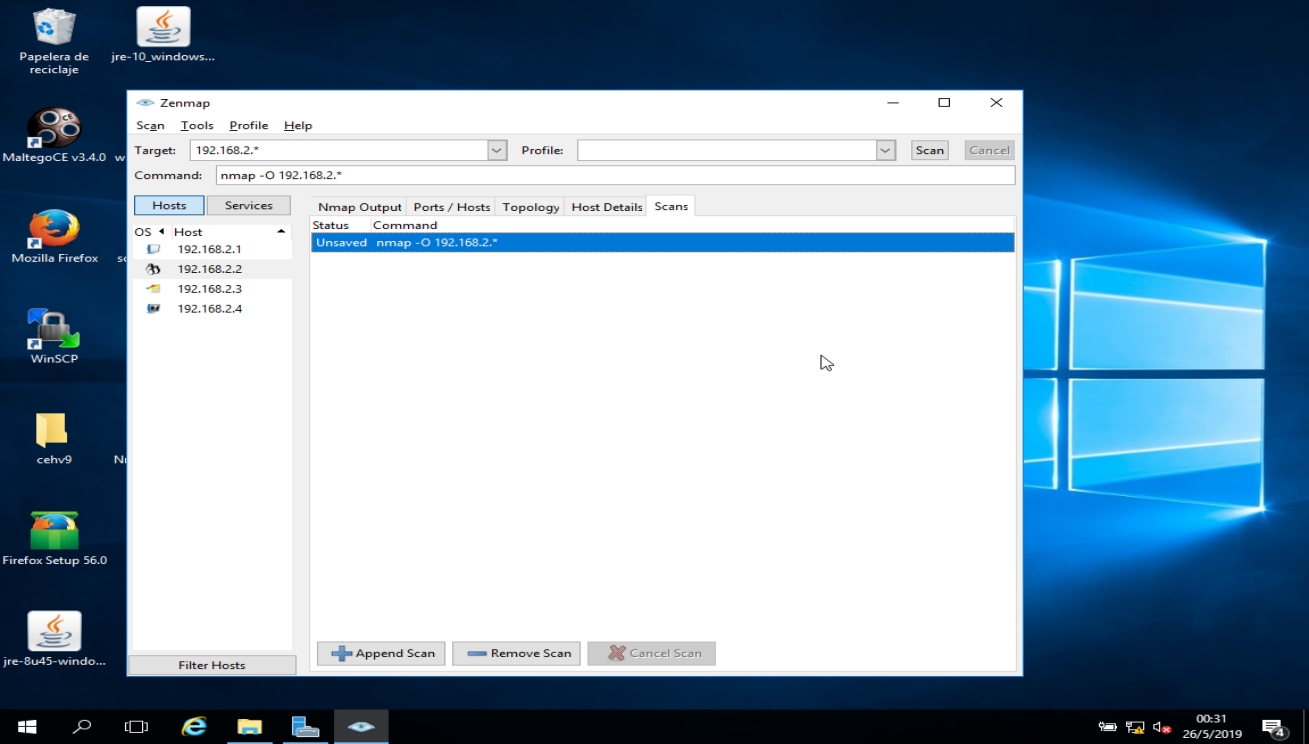 Papelera de
reciclaje
jre-10_windows...
MaltegoCE v3.4.0
w
Mozilla Firefox
WinSCP
cehv9
Firefox Setup 56.0
jre-8u45-windo...
Zenmap
Scan Tools Profile Help
Target: 192.168.2.* Profile: Scan Cancel
Command: nmap -O 192.168.2.*
Hosts Services
OS Host
192.168.2.1
192.168.2.2
192.168.2.3
192.168.2.4
Filter Hosts
Nmap Output Ports / Hosts Topology Host Details Scans
Status Command
Unsaved nmap -O 192.168.2.*
Append Scan Remove Scan Cancel Scan
00:31
26/5/2019
4